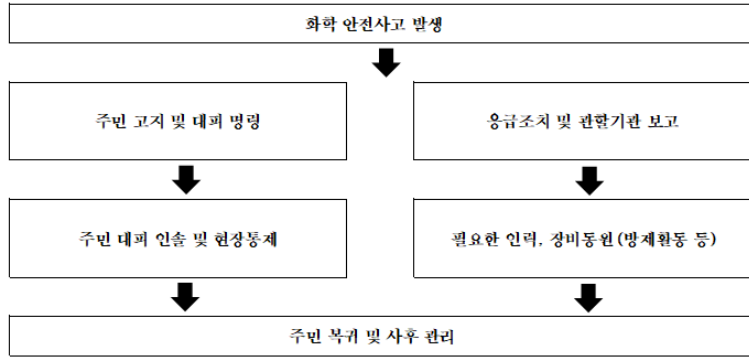 화학 안전사고 발생
주민 고지 및 대피 명령
응급조치 및 관할기관 보고
주민 대피 인솔 및 현장통제
필요한 인력, 장비동원(방제활동 등)
주민 복귀 및 사후 관리